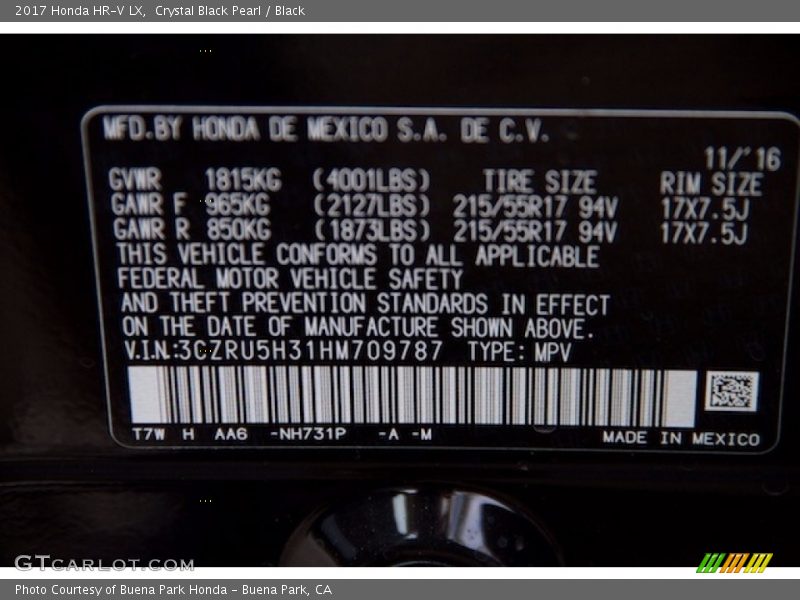 2017 Honda HR-V LX,  Crystal Black Pearl / Black
MFD.BY HONDA DE MEXICO S.A. DE C.V.
11/'16
GVWR 1815KG (4001LBS) TIRE SIZE RIM SIZE
GAWR F 965KG (2127LBS) 215/55R17 94V 17X7.5J
GAWR R 850KG (1873LBS) 215/55R17 94V 17X7.5J
THIS VEHICLE CONFORMS TO ALL APPLICABLE
FEDERAL MOTOR VEHICLE SAFETY
AND THEFT PREVENTION STANDARDS IN EFFECT
ON THE DATE OF MANUFACTURE SHOWN ABOVE.
V.I.N.:3CZRU5H31HM709787 TYPE: MPV
T7W H AA6 -NH731P -A -M MADE IN MEXICO
GTCARLOT.COM
Photo Courtesy of Buena Park Honda - Buena Park, CA